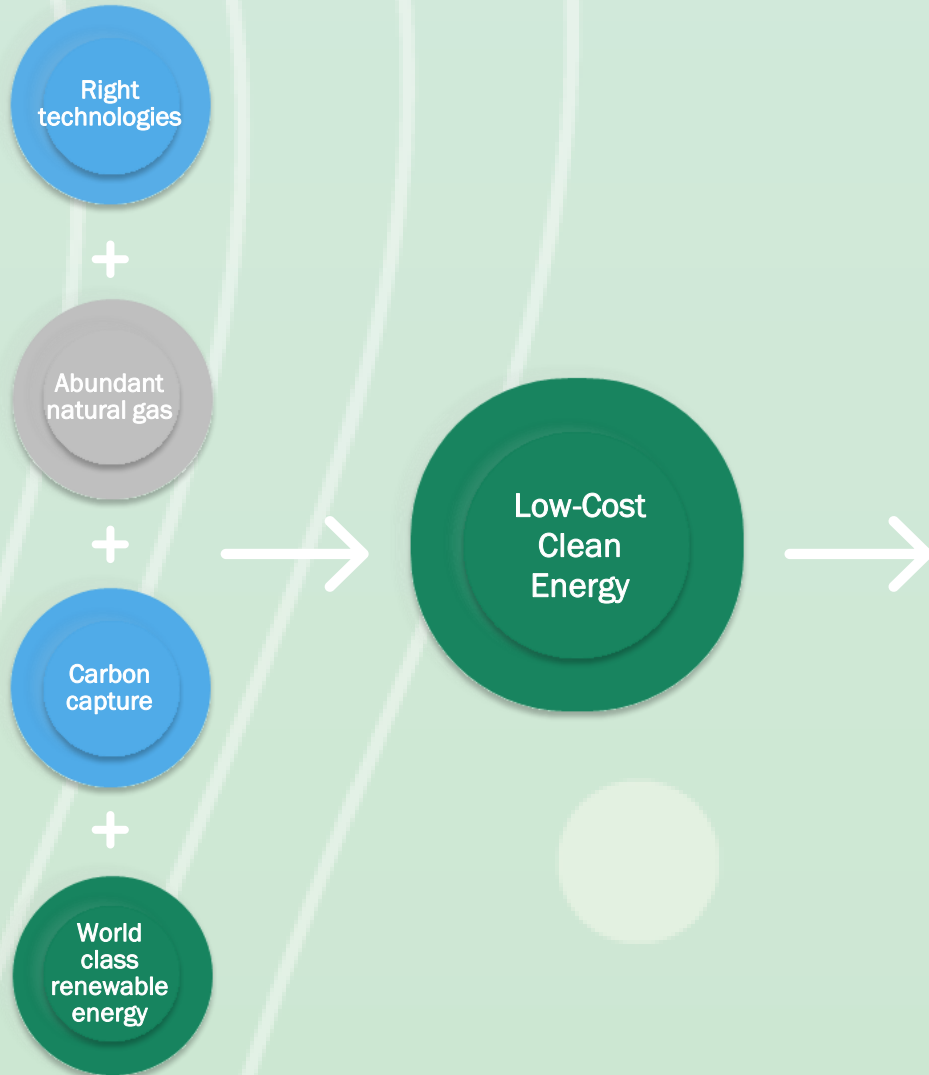 Right
technologies
+
Abundant
natural gas
+
Carbon
capture
+
World
class
renewable
energy
Low-Cost
Clean
Energy